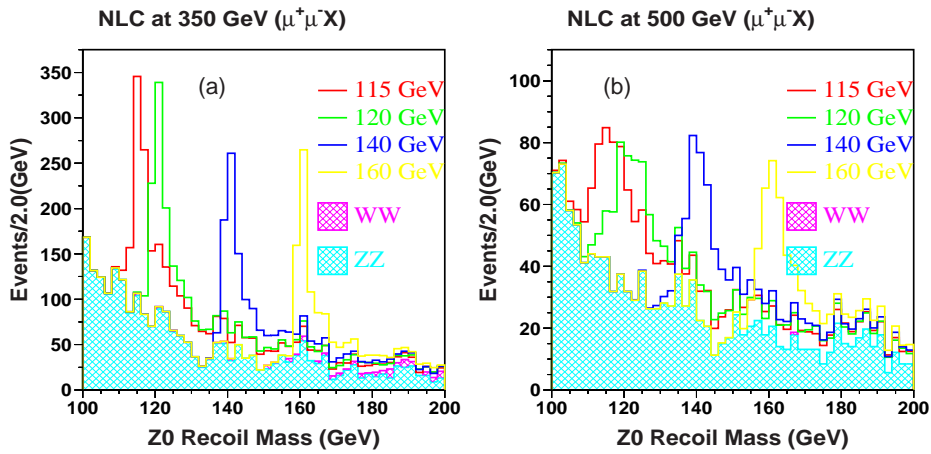 NLC at 350 GeV (μ⁺μ⁻X)
Events/2.0(GeV)
350
300
250
200
150
100
50
0
(a)
115 GeV
120 GeV
140 GeV
160 GeV
WW
ZZ
100 120 140 160 180 200
Z0 Recoil Mass (GeV)
NLC at 500 GeV (μ⁺μ⁻X)
Events/2.0(GeV)
100
80
60
40
20
0
(b)
115 GeV
120 GeV
140 GeV
160 GeV
WW
ZZ
100 120 140 160 180 200
Z0 Recoil Mass (GeV)